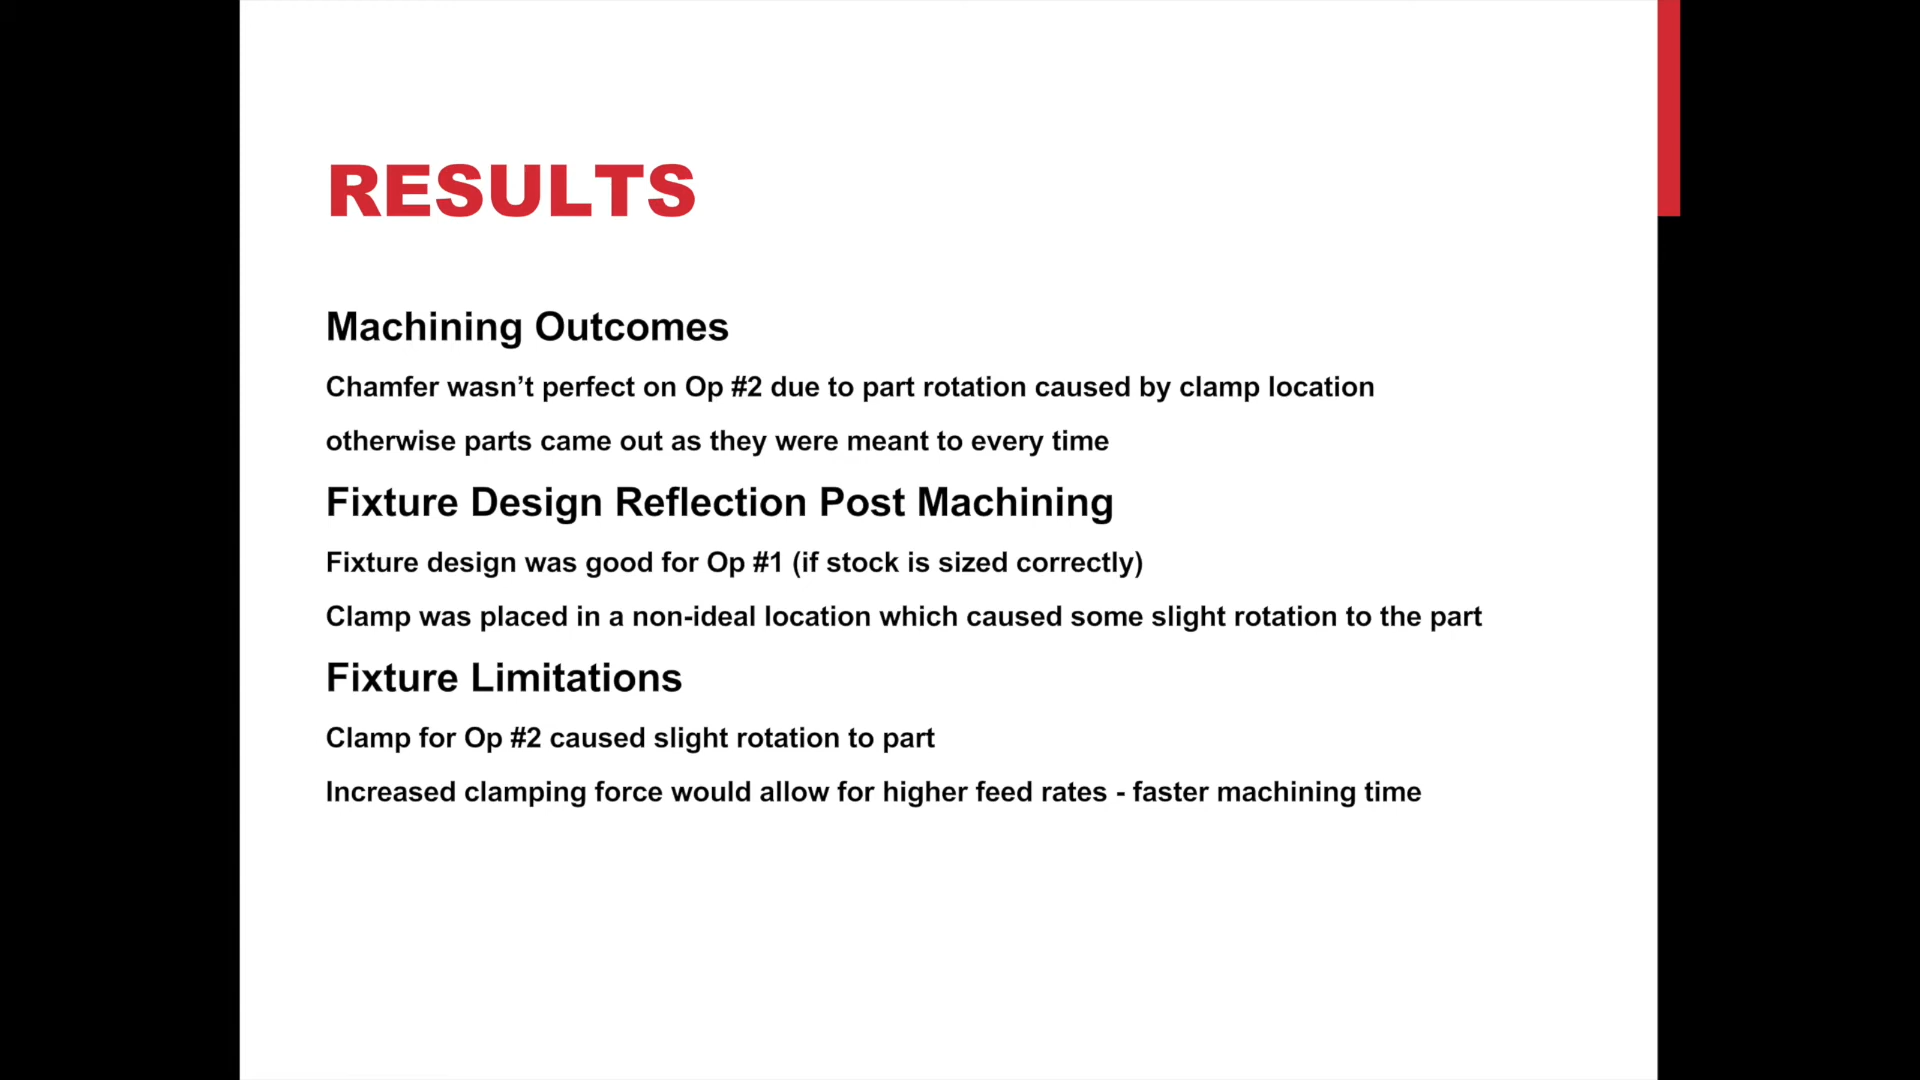 RESULTS
Machining Outcomes
Chamfer wasn’t perfect on Op #2 due to part rotation caused by clamp location
otherwise parts came out as they were meant to every time
Fixture Design Reflection Post Machining
Fixture design was good for Op #1 (if stock is sized correctly)
Clamp was placed in a non-ideal location which caused some slight rotation to the part
Fixture Limitations
Clamp for Op #2 caused slight rotation to part
Increased clamping force would allow for higher feed rates - faster machining time